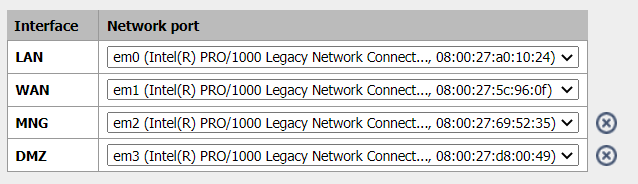 Interface Network port
LAN em0 (Intel(R) PRO/1000 Legacy Network Connect..., 08:00:27:a0:10:24)
WAN em1 (Intel(R) PRO/1000 Legacy Network Connect..., 08:00:27:5c:96:0f)
MNG em2 (Intel(R) PRO/1000 Legacy Network Connect..., 08:00:27:69:52:35)
DMZ em3 (Intel(R) PRO/1000 Legacy Network Connect..., 08:00:27:d8:00:49)